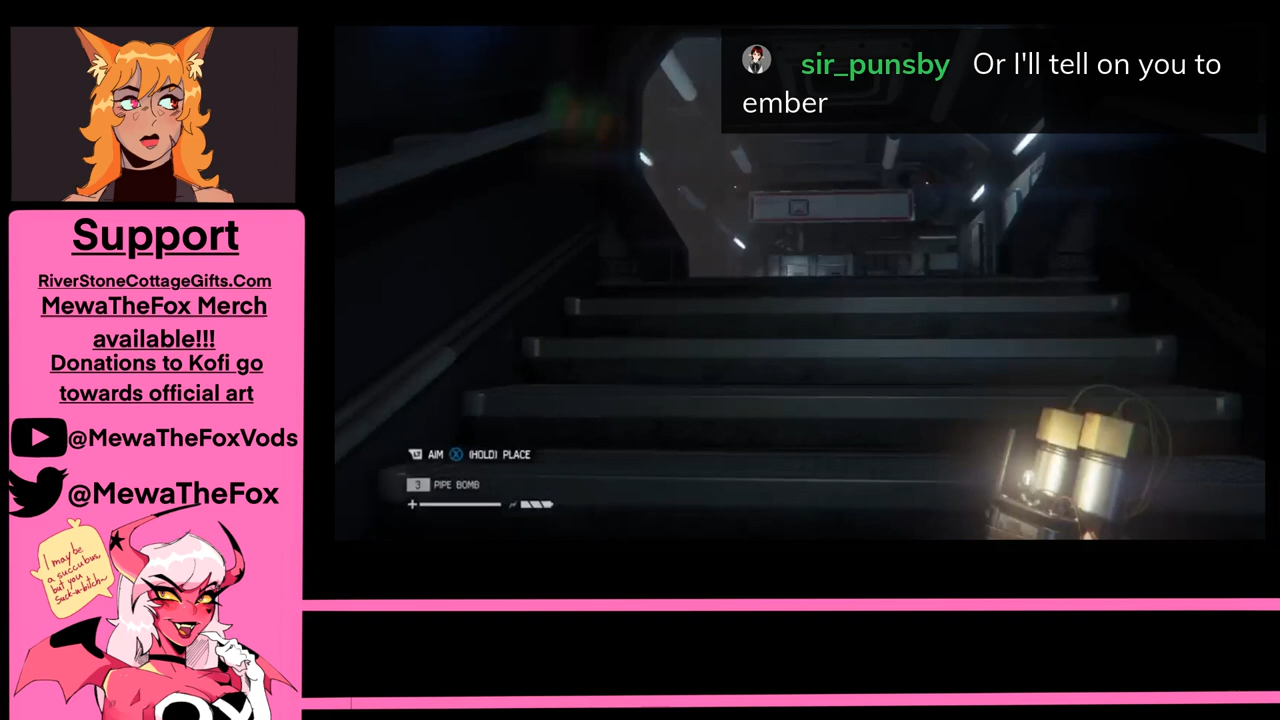 sir_punsby Or I'll tell on you to
ember
Support
RiverStoneCottageGifts.Com
MewaTheFox Merch
available!!!
Donations to Kofi go
towards official art
@MewaTheFoxVods
@MewaTheFox
I may be
a succubus,
but you
suck-a-bitch~
LT AIM X (HOLD) PLACE
3 PIPE BOMB